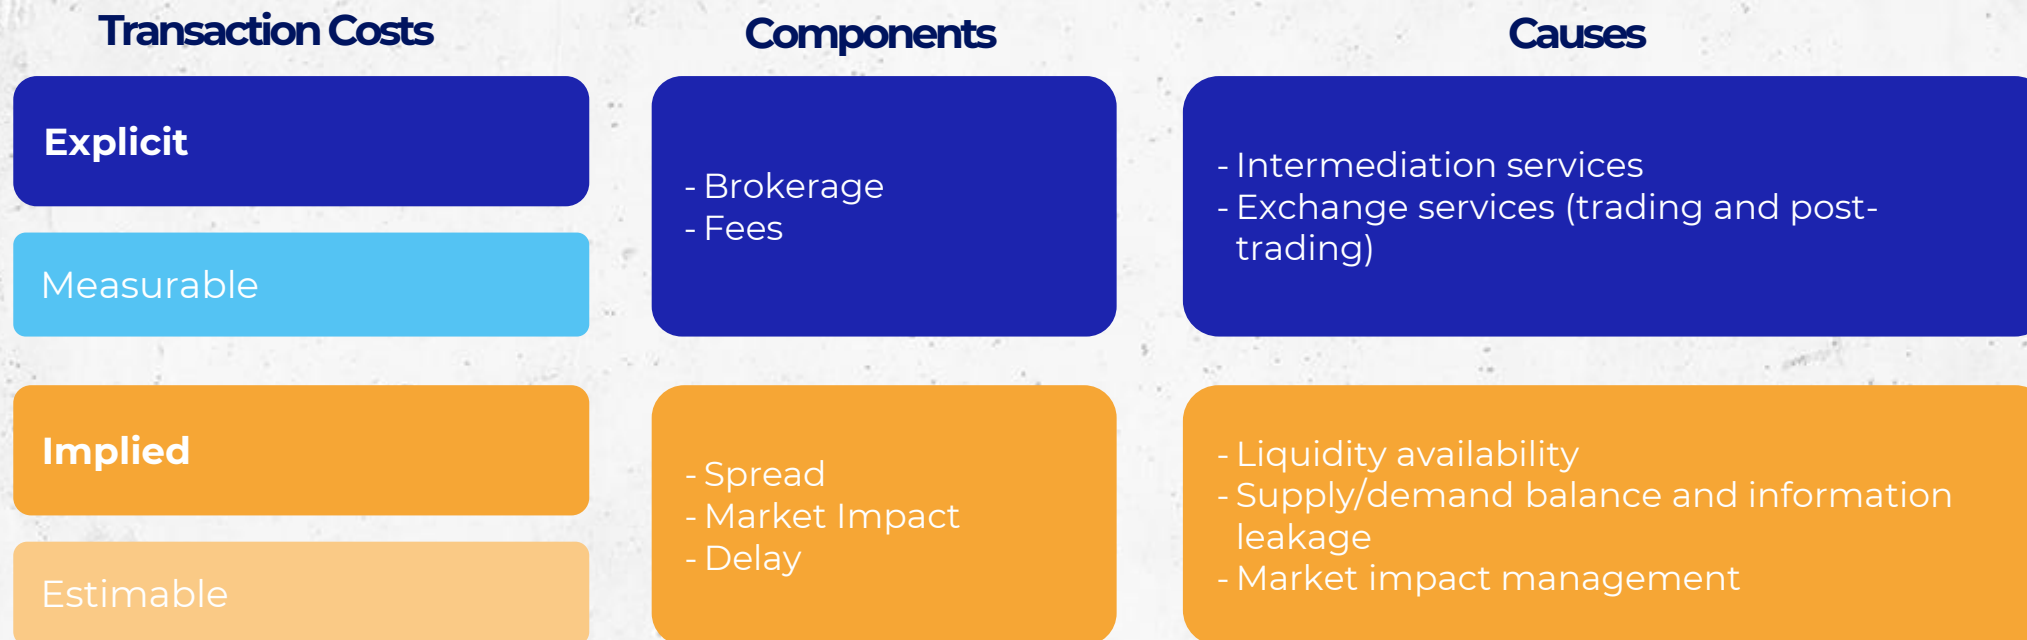 Transaction Costs
Components
Causes
Explicit
Measurable
- Brokerage
- Fees
- Intermediation services
- Exchange services (trading and post-
trading)
Implied
Estimable
- Spread
- Market Impact
- Delay
- Liquidity availability
- Supply/demand balance and information
leakage
- Market impact management